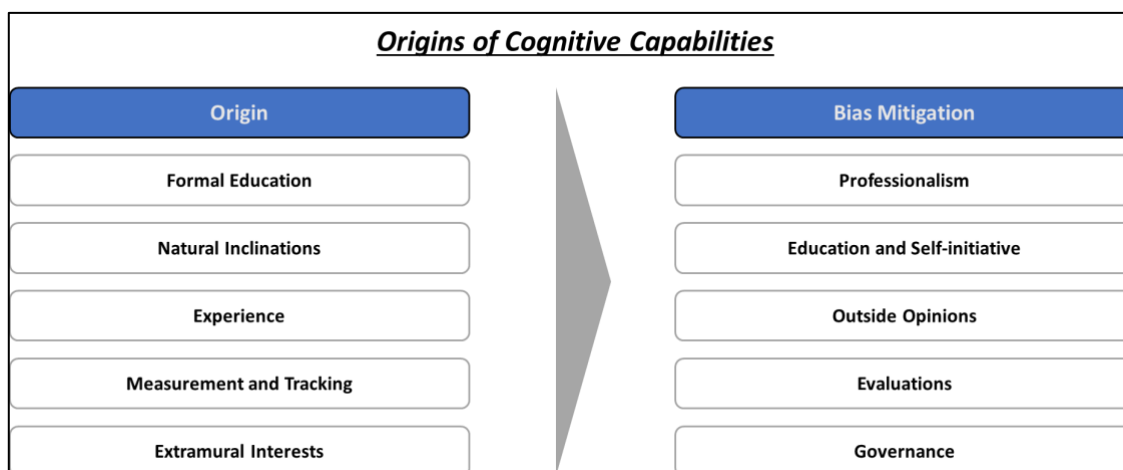 Origins of Cognitive Capabilities
Origin
Formal Education
Natural Inclinations
Experience
Measurement and Tracking
Extramural Interests
Bias Mitigation
Professionalism
Education and Self-initiative
Outside Opinions
Evaluations
Governance